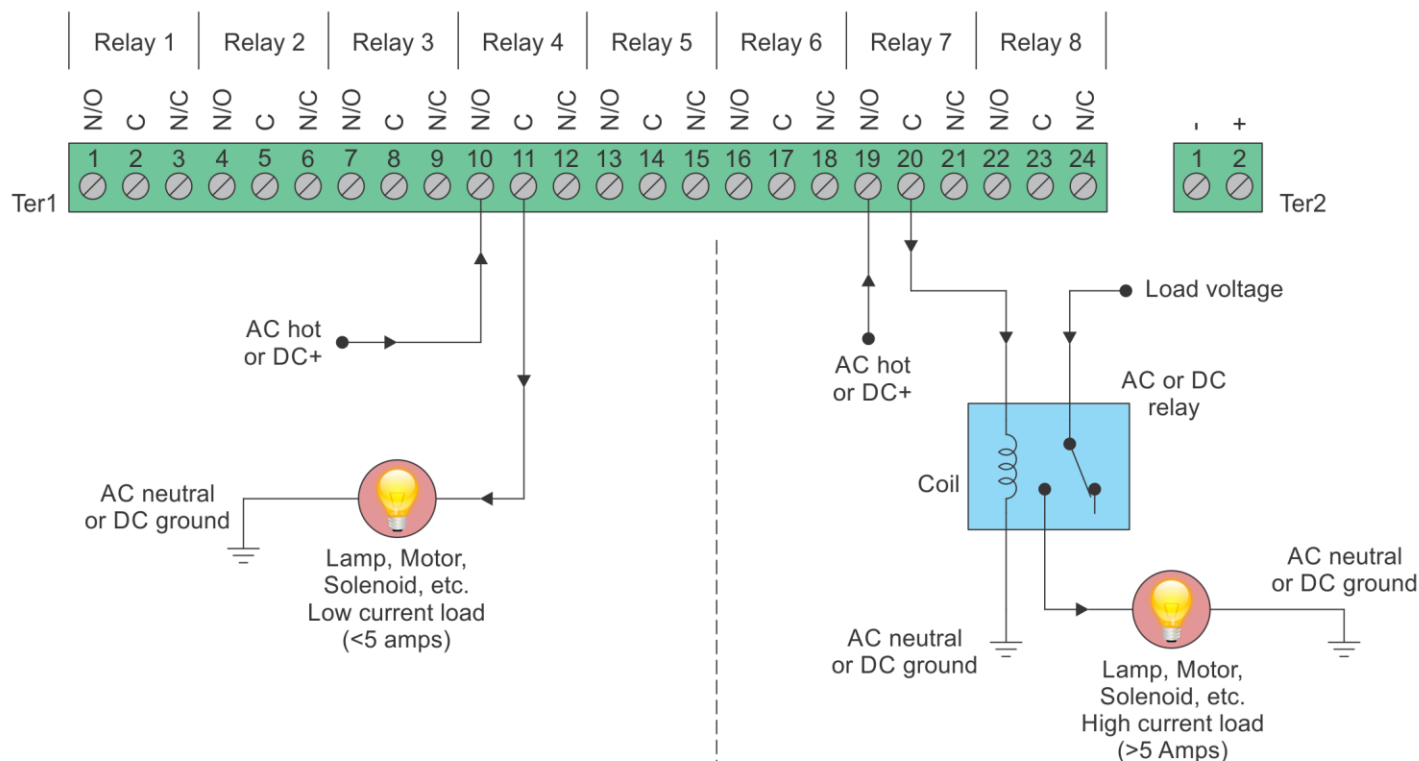 Relay 1
Relay 2
Relay 3
Relay 4
Relay 5
Relay 6
Relay 7
Relay 8
N/O C N/C N/O C N/C N/O C N/C N/O C N/C N/O C N/C N/O C N/C N/O C N/C N/O C N/C
- +
1 2 3 4 5 6 7 8 9 10 11 12 13 14 15 16 17 18 19 20 21 22 23 24
1 2
Ter1
Ter2
AC hot
or DC+
AC neutral
or DC ground
Lamp, Motor,
Solenoid, etc.
Low current load
(<5 amps)
AC hot
or DC+
Load voltage
AC or DC
relay
Coil
AC neutral
or DC ground
AC neutral
or DC ground
Lamp, Motor,
Solenoid, etc.
High current load
(>5 Amps)